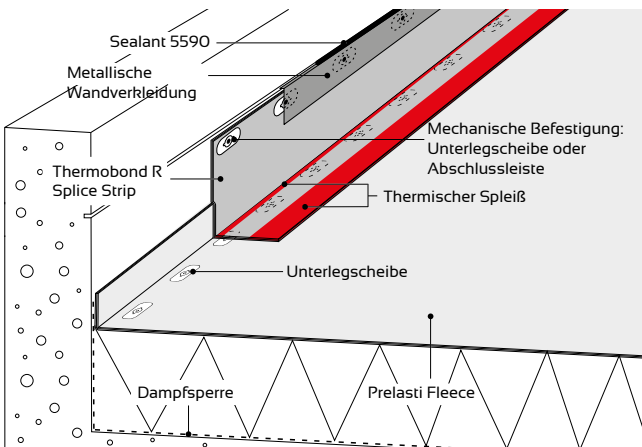 Sealant 5590
Metallische
Wandverkleidung
Mechanische Befestigung:
Unterlegscheibe oder
Abschlussleiste
Thermobond R
Splice Strip
Thermischer Spleiß
Unterlegscheibe
Dampfsperre
Prelasti Fleece